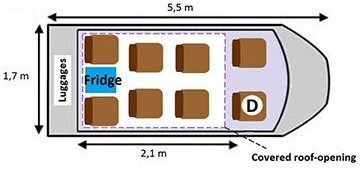 5,5 m
1,7 m
Luggages
Fridge
D
2,1 m
Covered roof-opening